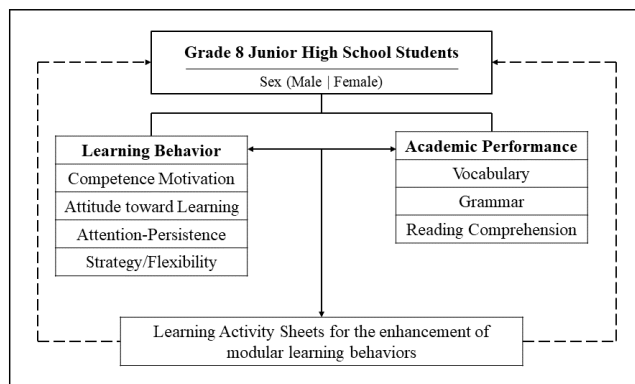 Grade 8 Junior High School Students
Sex (Male | Female)
Learning Behavior
Competence Motivation
Attitude toward Learning
Attention-Persistence
Strategy/Flexibility
Academic Performance
Vocabulary
Grammar
Reading Comprehension
Learning Activity Sheets for the enhancement of
modular learning behaviors